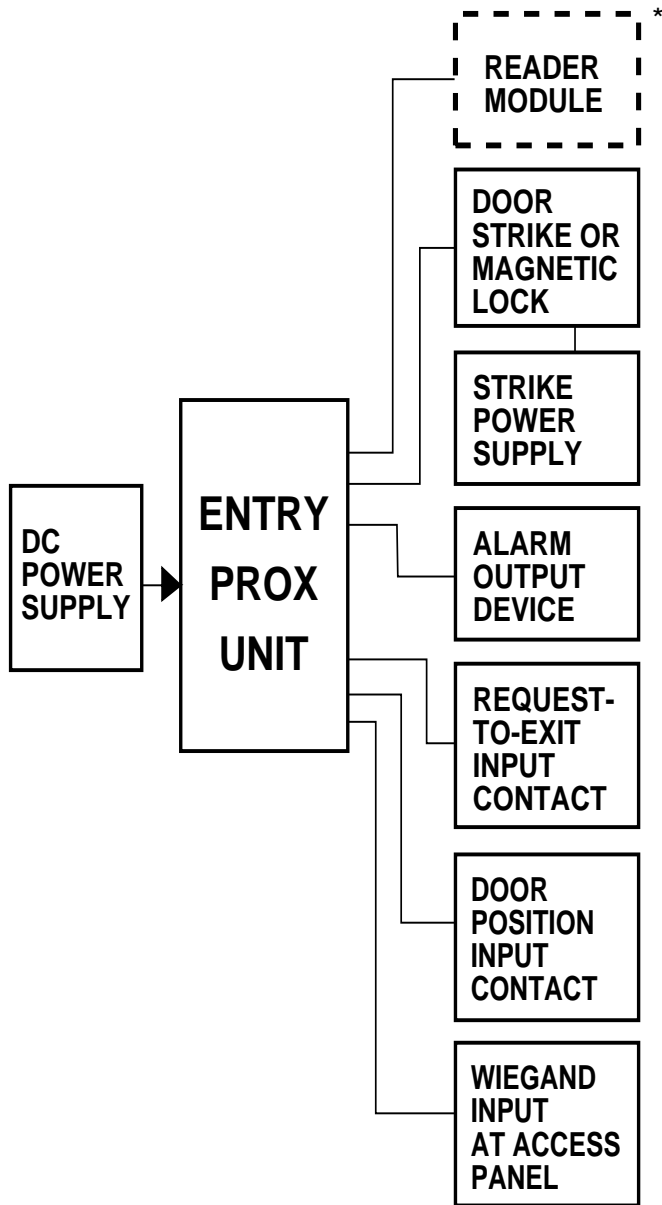 *
READER
MODULE
DOOR
STRIKE OR
MAGNETIC
LOCK
STRIKE
POWER
SUPPLY
DC
POWER
SUPPLY
ENTRY
PROX
UNIT
ALARM
OUTPUT
DEVICE
REQUEST-
TO-EXIT
INPUT
CONTACT
DOOR
POSITION
INPUT
CONTACT
WIEGAND
INPUT
AT ACCESS
PANEL